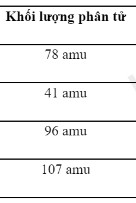 Khối lượng phân tử
78 amu
41 amu
96 amu
107 amu